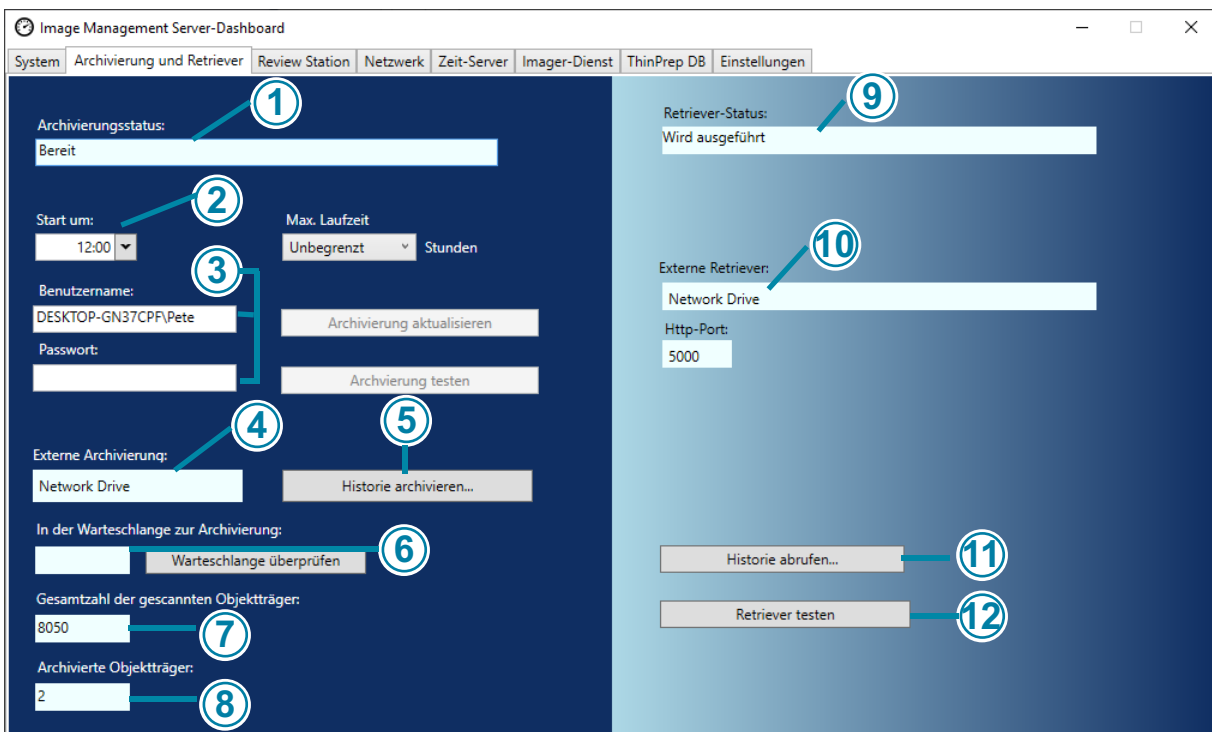 Image Management Server-Dashboard
System Archivierung und Retriever Review Station Netzwerk Zeit-Server Imager-Dienst ThinPrep DB Einstellungen
1
Archivierungsstatus:
Bereit
2
Start um:
12:00
Max. Laufzeit
Unbegrenzt Stunden
3
Benutzername:
DESKTOP-GN37CPF\Pete
Archivierung aktualisieren
Passwort:
Archvierung testen
4
5
Externe Archivierung:
Network Drive
Historie archivieren...
In der Warteschlange zur Archivierung:
6
Warteschlange überprüfen
Gesamtzahl der gescannten Objektträger:
8050
7
Archivierte Objektträger:
2
8
9
Retriever-Status:
Wird ausgeführt
10
Externe Retriever:
Network Drive
Http-Port:
5000
Historie abrufen...
11
Retriever testen
12